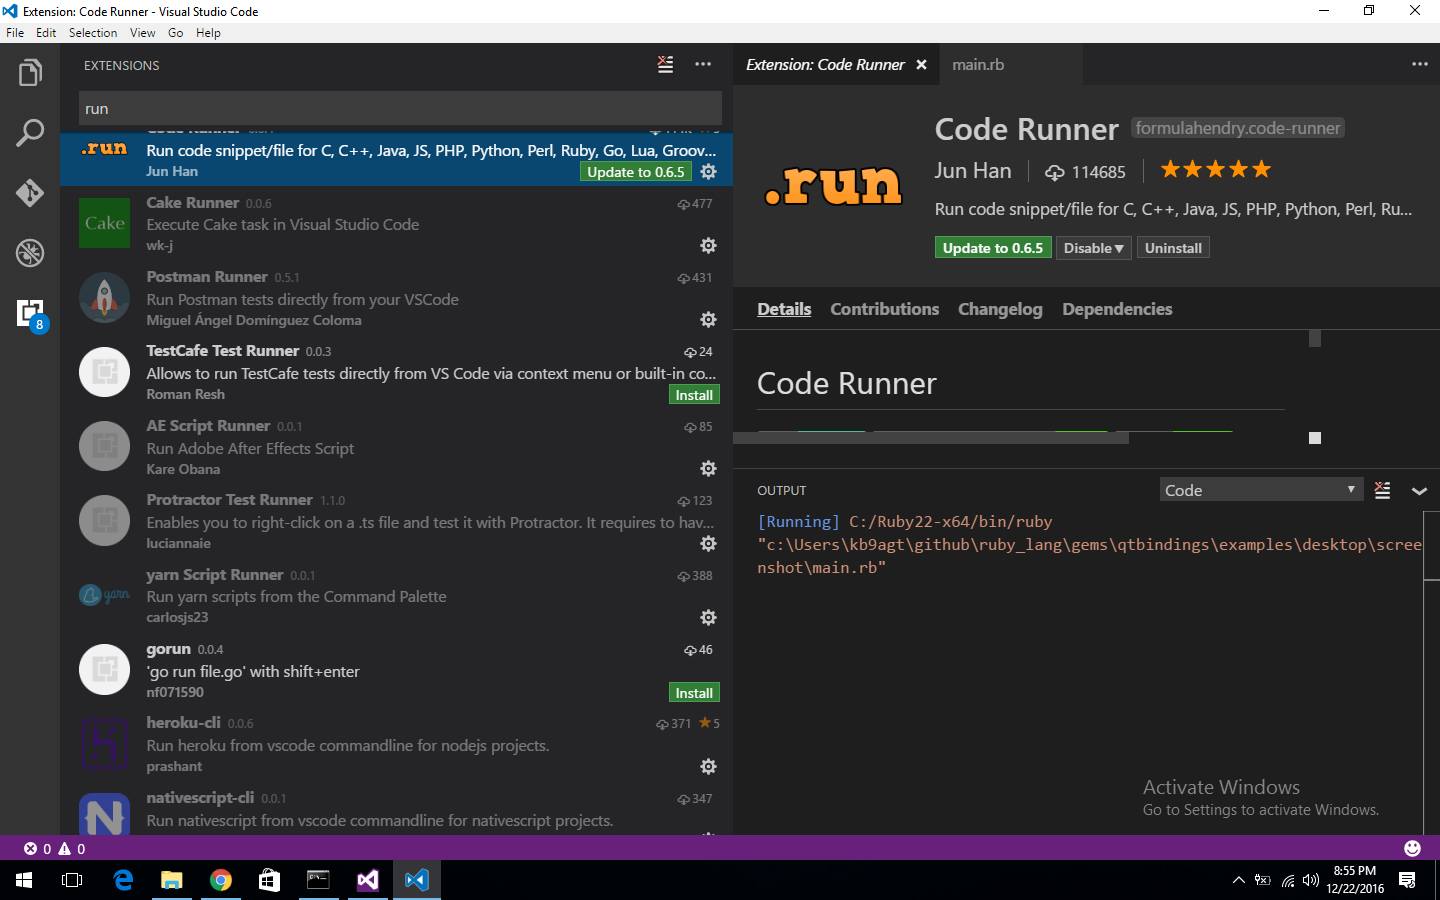 Extension: Code Runner - Visual Studio Code
File Edit Selection View Go Help
EXTENSIONS
run
Code Runner
Run code snippet/file for C, C++, Java, JS, PHP, Python, Perl, Ruby, Go, Lua, Groov...
.run
Jun Han
Update to 0.6.5
Cake Runner 0.0.6 477
Cake
Execute Cake task in Visual Studio Code
wk-j
Postman Runner 0.5.1 431
Run Postman tests directly from your VSCode
Miguel Ángel Domínguez Coloma
TestCafe Test Runner 0.0.3 24
Allows to run TestCafe tests directly from VS Code via context menu or built-in co...
Roman Resh Install
AE Script Runner 0.0.1 85
Run Adobe After Effects Script
Kare Obana
Protractor Test Runner 1.1.0 123
Enables you to right-click on a .ts file and test it with Protractor. It requires to hav...
luciannaie
yarn Script Runner 0.0.1 388
yarn
Run yarn scripts from the Command Palette
carlosjs23
gorun 0.0.4 46
'go run file.go' with shift+enter
nf071590 Install
heroku-cli 0.0.6 371 5
Run heroku from vscode commandline for nodejs projects.
prashant
nativescript-cli 0.0.1 347
N
Run nativescript from vscode commandline for nativescript projects.
8
Extension: Code Runner main.rb
.run
Code Runner formulahendry.code-runner
Jun Han 114685
Run code snippet/file for C, C++, Java, JS, PHP, Python, Perl, Ru...
Update to 0.6.5 Disable Uninstall
Details Contributions Changelog Dependencies
Code Runner
OUTPUT Code
[Running] C:/Ruby22-x64/bin/ruby
"c:\Users\kb9agt\github\ruby_lang\gems\qtbindings\examples\desktop\scree
nshot\main.rb"
Activate Windows
Go to Settings to activate Windows.
0 0
8:55 PM
12/22/2016